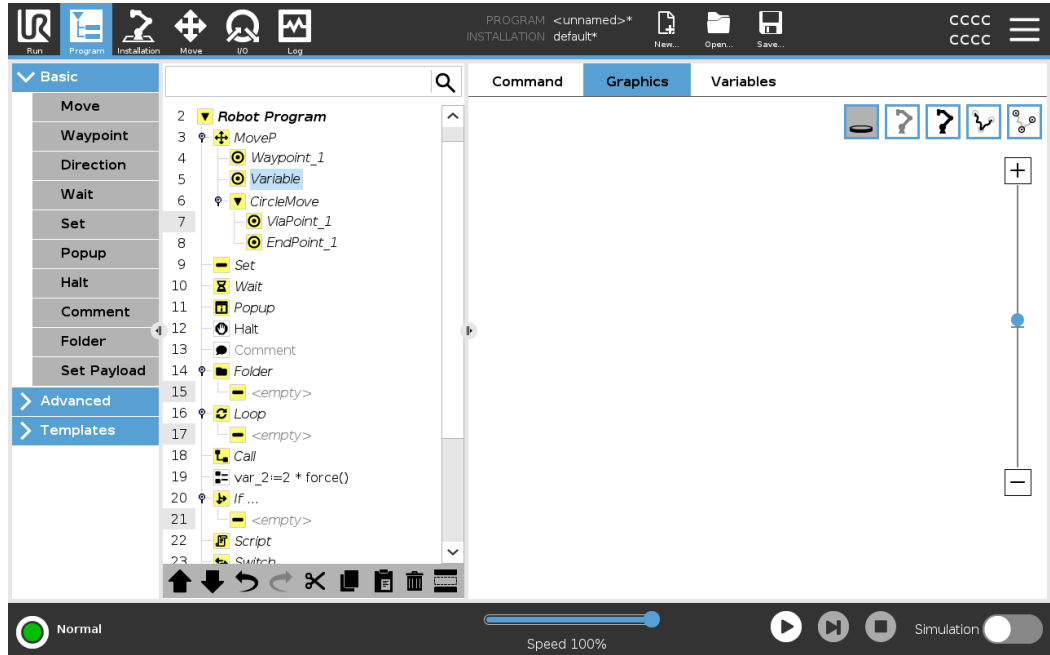 UR
Run
Program
Installation
Move
I/O
Log
PROGRAM <unnamed>*
INSTALLATION default*
New...
Open...
Save...
CCCC
CCCC
Basic
Move
Waypoint
Direction
Wait
Set
Popup
Halt
Comment
Folder
Set Payload
Advanced
Templates
2 Robot Program
3 MoveP
4 Waypoint_1
5 Variable
6 CircleMove
7 ViaPoint_1
8 EndPoint_1
9 Set
10 Wait
11 Popup
12 Halt
13 Comment
14 Folder
15 <empty>
16 Loop
17 <empty>
18 Call
19 var_2:=2 * force()
20 If ...
21 <empty>
22 Script
23 Switch
Command Graphics Variables
Normal
Speed 100%
Simulation